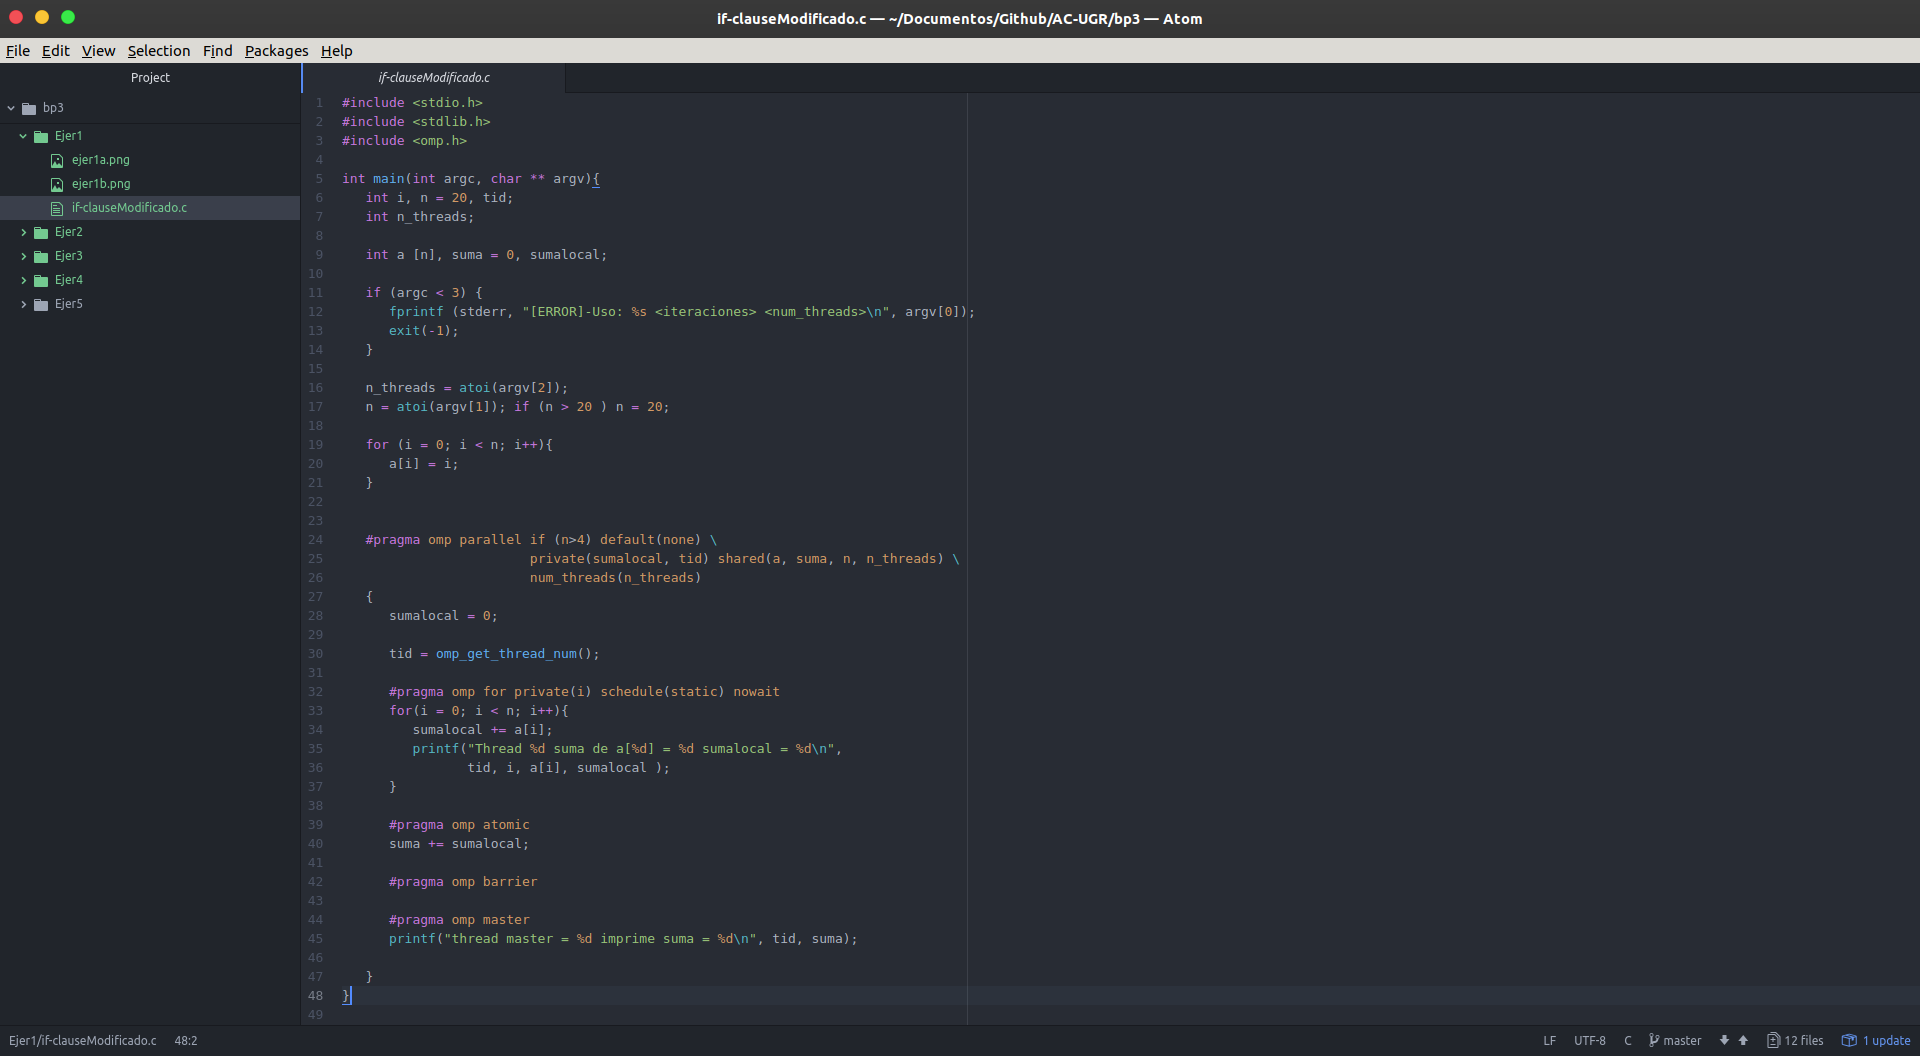 if-clauseModificado.c — ~/Documentos/Github/AC-UGR/bp3 — Atom
File Edit View Selection Find Packages Help
Project
if-clauseModificado.c
bp3
Ejer1
ejer1a.png
ejer1b.png
if-clauseModificado.c
Ejer2
Ejer3
Ejer4
Ejer5
1 #include <stdio.h>
2 #include <stdlib.h>
3 #include <omp.h>
4
5 int main(int argc, char ** argv){
6 int i, n = 20, tid;
7 int n_threads;
8
9 int a [n], suma = 0, sumalocal;
10
11 if (argc < 3) {
12 fprintf (stderr, "[ERROR]-Uso: %s <iteraciones> <num_threads>\n", argv[0]);
13 exit(-1);
14 }
15
16 n_threads = atoi(argv[2]);
17 n = atoi(argv[1]); if (n > 20 ) n = 20;
18
19 for (i = 0; i < n; i++){
20 a[i] = i;
21 }
22
23
24 #pragma omp parallel if (n>4) default(none) \
25 private(sumalocal, tid) shared(a, suma, n, n_threads) \
26 num_threads(n_threads)
27 {
28 sumalocal = 0;
29
30 tid = omp_get_thread_num();
31
32 #pragma omp for private(i) schedule(static) nowait
33 for(i = 0; i < n; i++){
34 sumalocal += a[i];
35 printf("Thread %d suma de a[%d] = %d sumalocal = %d\n",
36 tid, i, a[i], sumalocal );
37 }
38
39 #pragma omp atomic
40 suma += sumalocal;
41
42 #pragma omp barrier
43
44 #pragma omp master
45 printf("thread master = %d imprime suma = %d\n", tid, suma);
46
47 }
48 }
49
Ejer1/if-clauseModificado.c 48:2 LF UTF-8 C master 12 files 1 update